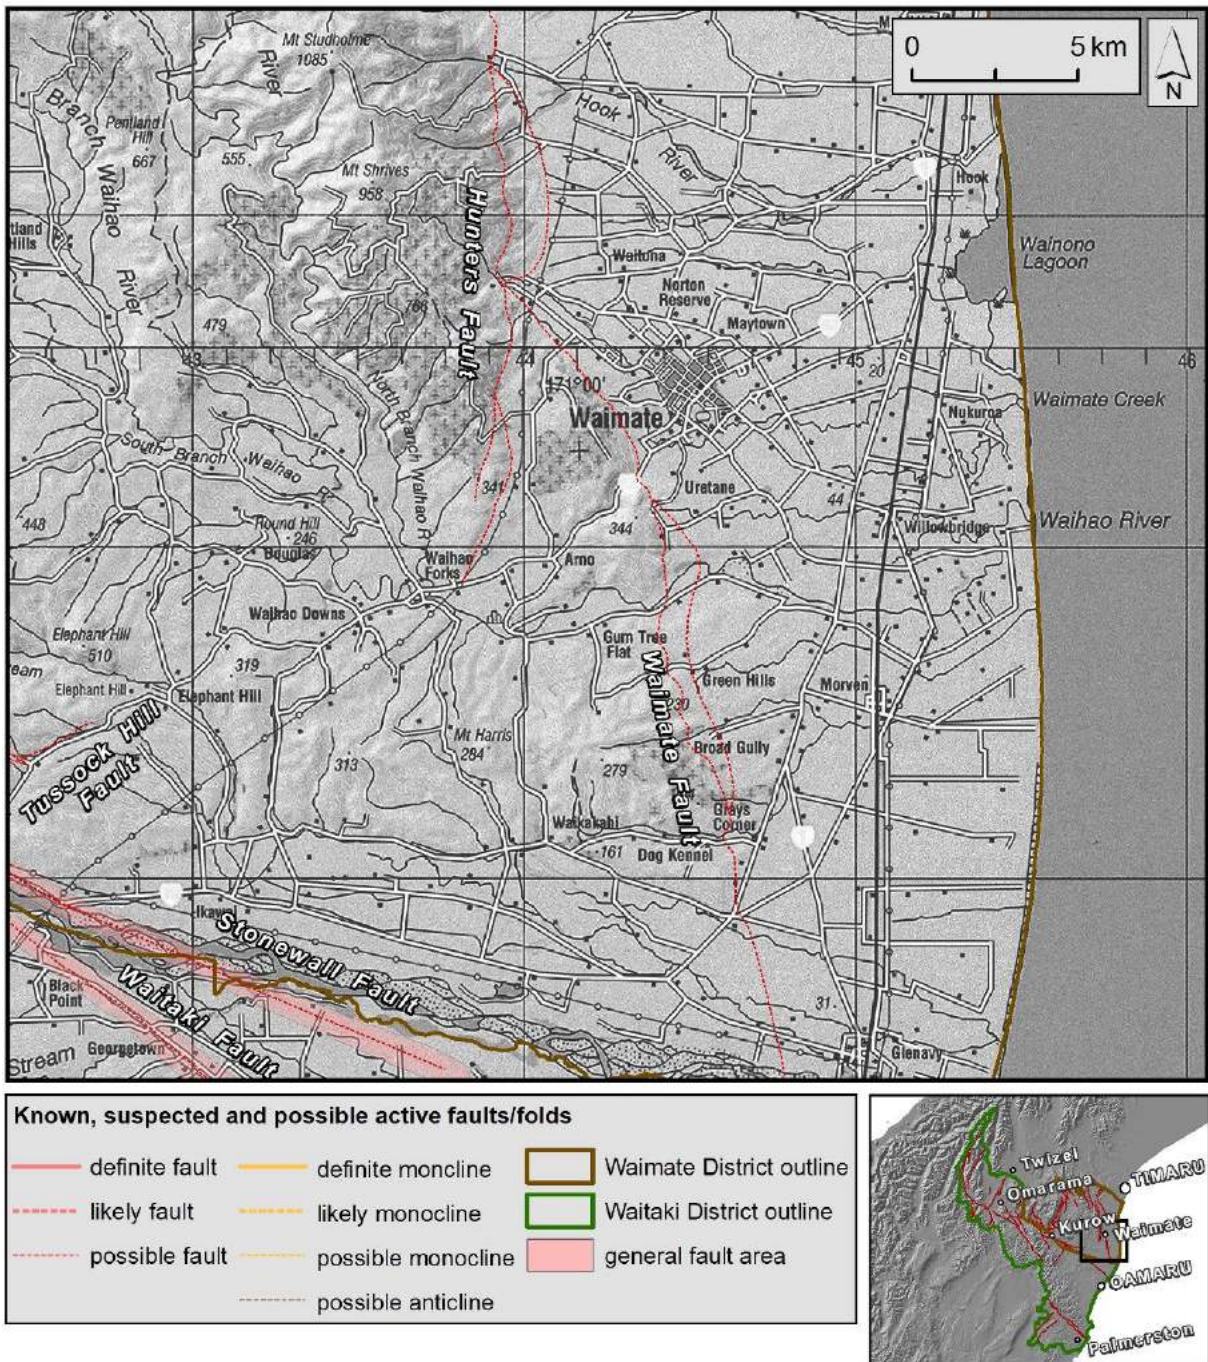 Mt Studholme
1085
River
Branch Waihao
River
Pentland
Hill
667
555
Mt Shrives
958
Hunters Fault
Hook
River
0 5 km
N
Hook
tland
Hills
Waituna
Norton
Reserve
Maytown
Wainono
Lagoon
479
766
43
44
45
46
20
171°00'
Waimate
North Branch Waihao R
South Branch Waihao R
Nukuroa
Waimate Creek
341
Uretane
44
Willowbridge
Waihao River
448
Round Hill
246
Douglas
344
Waihao
Forks
Arno
Waihao Downs
Elephant Hill
510
319
Gum Tree
Flat
eam
Elephant Hill
Elephant Hill
Waimate Fault
Green Hills
Morven
230
Tussock Hill
Fault
Mt Harris
284
313
Broad Gully
279
Grays
Corner
Waikakahi
161
Dog Kennel
Ikawai
Stonewall Fault
Waitaki Fault
Black
Point
31
Georgetown
Stream
Glenavy
Known, suspected and possible active faults/folds
definite fault
likely fault
possible fault
definite moncline
likely monocline
possible monocline
possible anticline
Waimate District outline
Waitaki District outline
general fault area
Twizel
Omarama
TIMARU
Kurow
Waimate
OAMARU
Palmerston